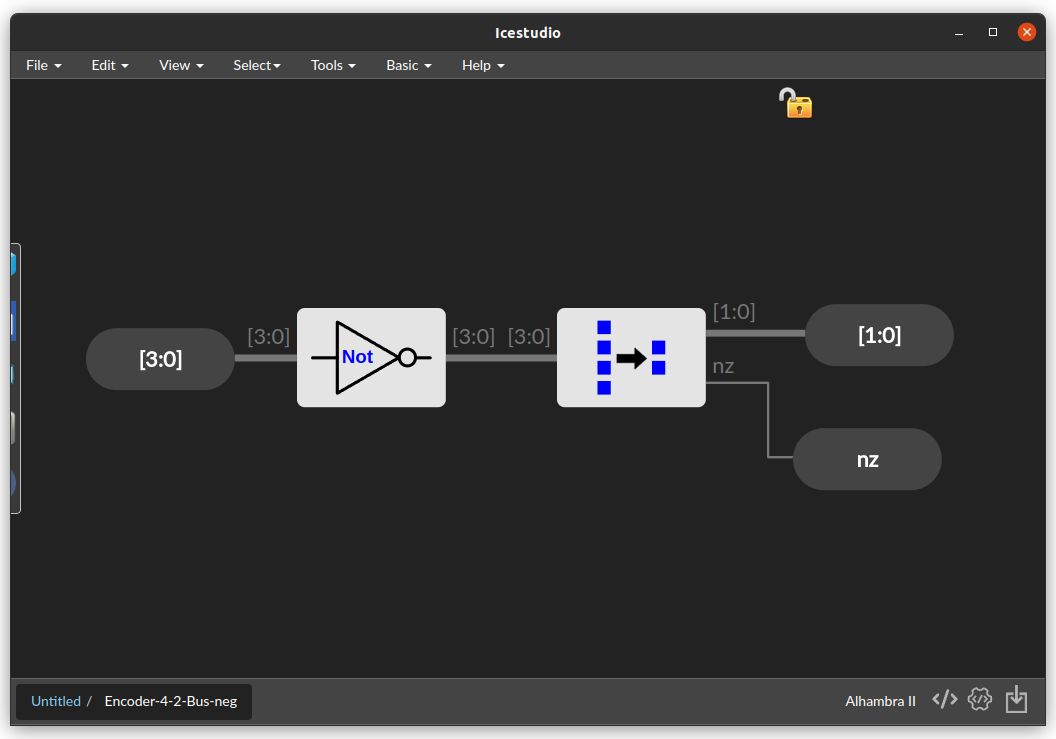 Icestudio
File Edit View Select Tools Basic Help
[3:0]
[3:0]
Not
[3:0] [3:0]
[1:0]
nz
[1:0]
nz
Untitled / Encoder-4-2-Bus-neg
Alhambra II